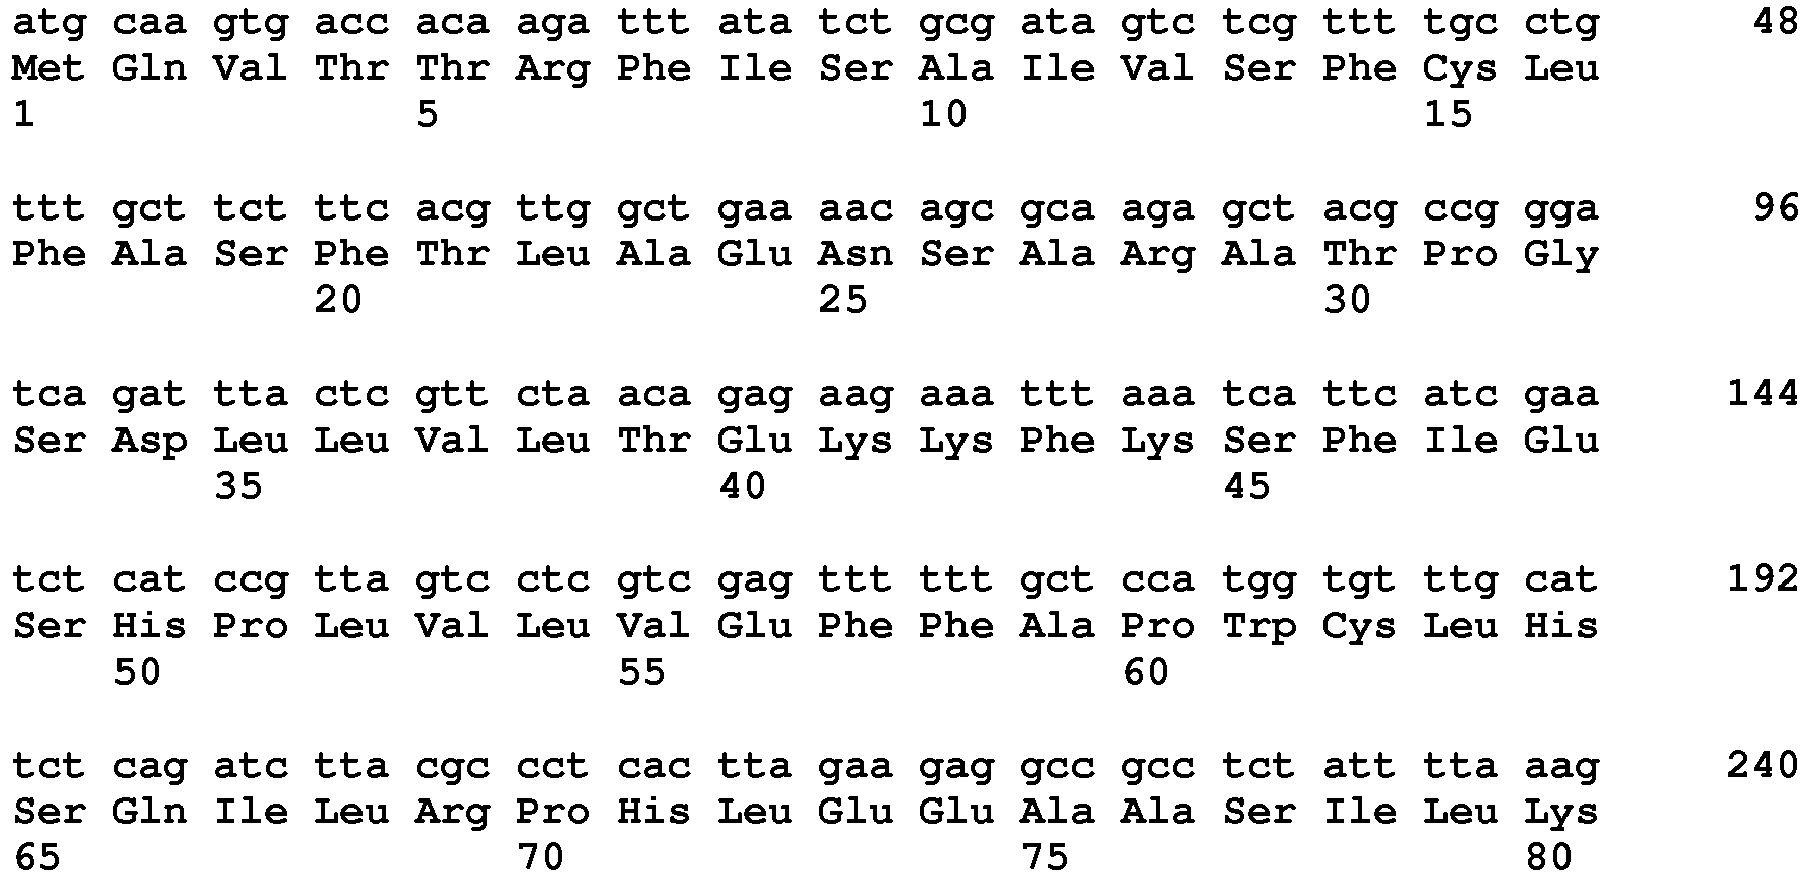 atg caa gtg acc aca aga ttt ata tct gcg ata gtc tcg ttt tgc ctg 48
Met Gln Val Thr Thr Arg Phe Ile Ser Ala Ile Val Ser Phe Cys Leu
1 5 10 15
ttt gct tct ttc acg ttg gct gaa aac agc gca aga gct acg ccg gga 96
Phe Ala Ser Phe Thr Leu Ala Glu Asn Ser Ala Arg Ala Thr Pro Gly
20 25 30
tca gat tta ctc gtt cta aca gag aag aaa ttt aaa tca ttc atc gaa 144
Ser Asp Leu Leu Val Leu Thr Glu Lys Lys Phe Lys Ser Phe Ile Glu
35 40 45
tct cat ccg tta gtc ctc gtc gag ttt ttt gct cca tgg tgt ttg cat 192
Ser His Pro Leu Val Leu Val Glu Phe Phe Ala Pro Trp Cys Leu His
50 55 60
tct cag atc tta cgc cct cac tta gaa gag gcc gcc tct att tta aag 240
Ser Gln Ile Leu Arg Pro His Leu Glu Glu Ala Ala Ser Ile Leu Lys
65 70 75 80